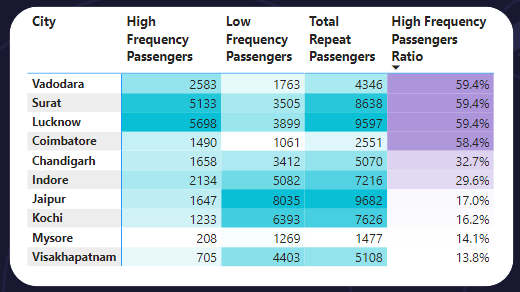 City High Frequency Passengers Low Frequency Passengers Total Repeat Passengers High Frequency Passengers Ratio
Vadodara 2583 1763 4346 59.4%
Surat 5133 3505 8638 59.4%
Lucknow 5698 3899 9597 59.4%
Coimbatore 1490 1061 2551 58.4%
Chandigarh 1658 3412 5070 32.7%
Indore 2134 5082 7216 29.6%
Jaipur 1647 8035 9682 17.0%
Kochi 1233 6393 7626 16.2%
Mysore 208 1269 1477 14.1%
Visakhapatnam 705 4403 5108 13.8%